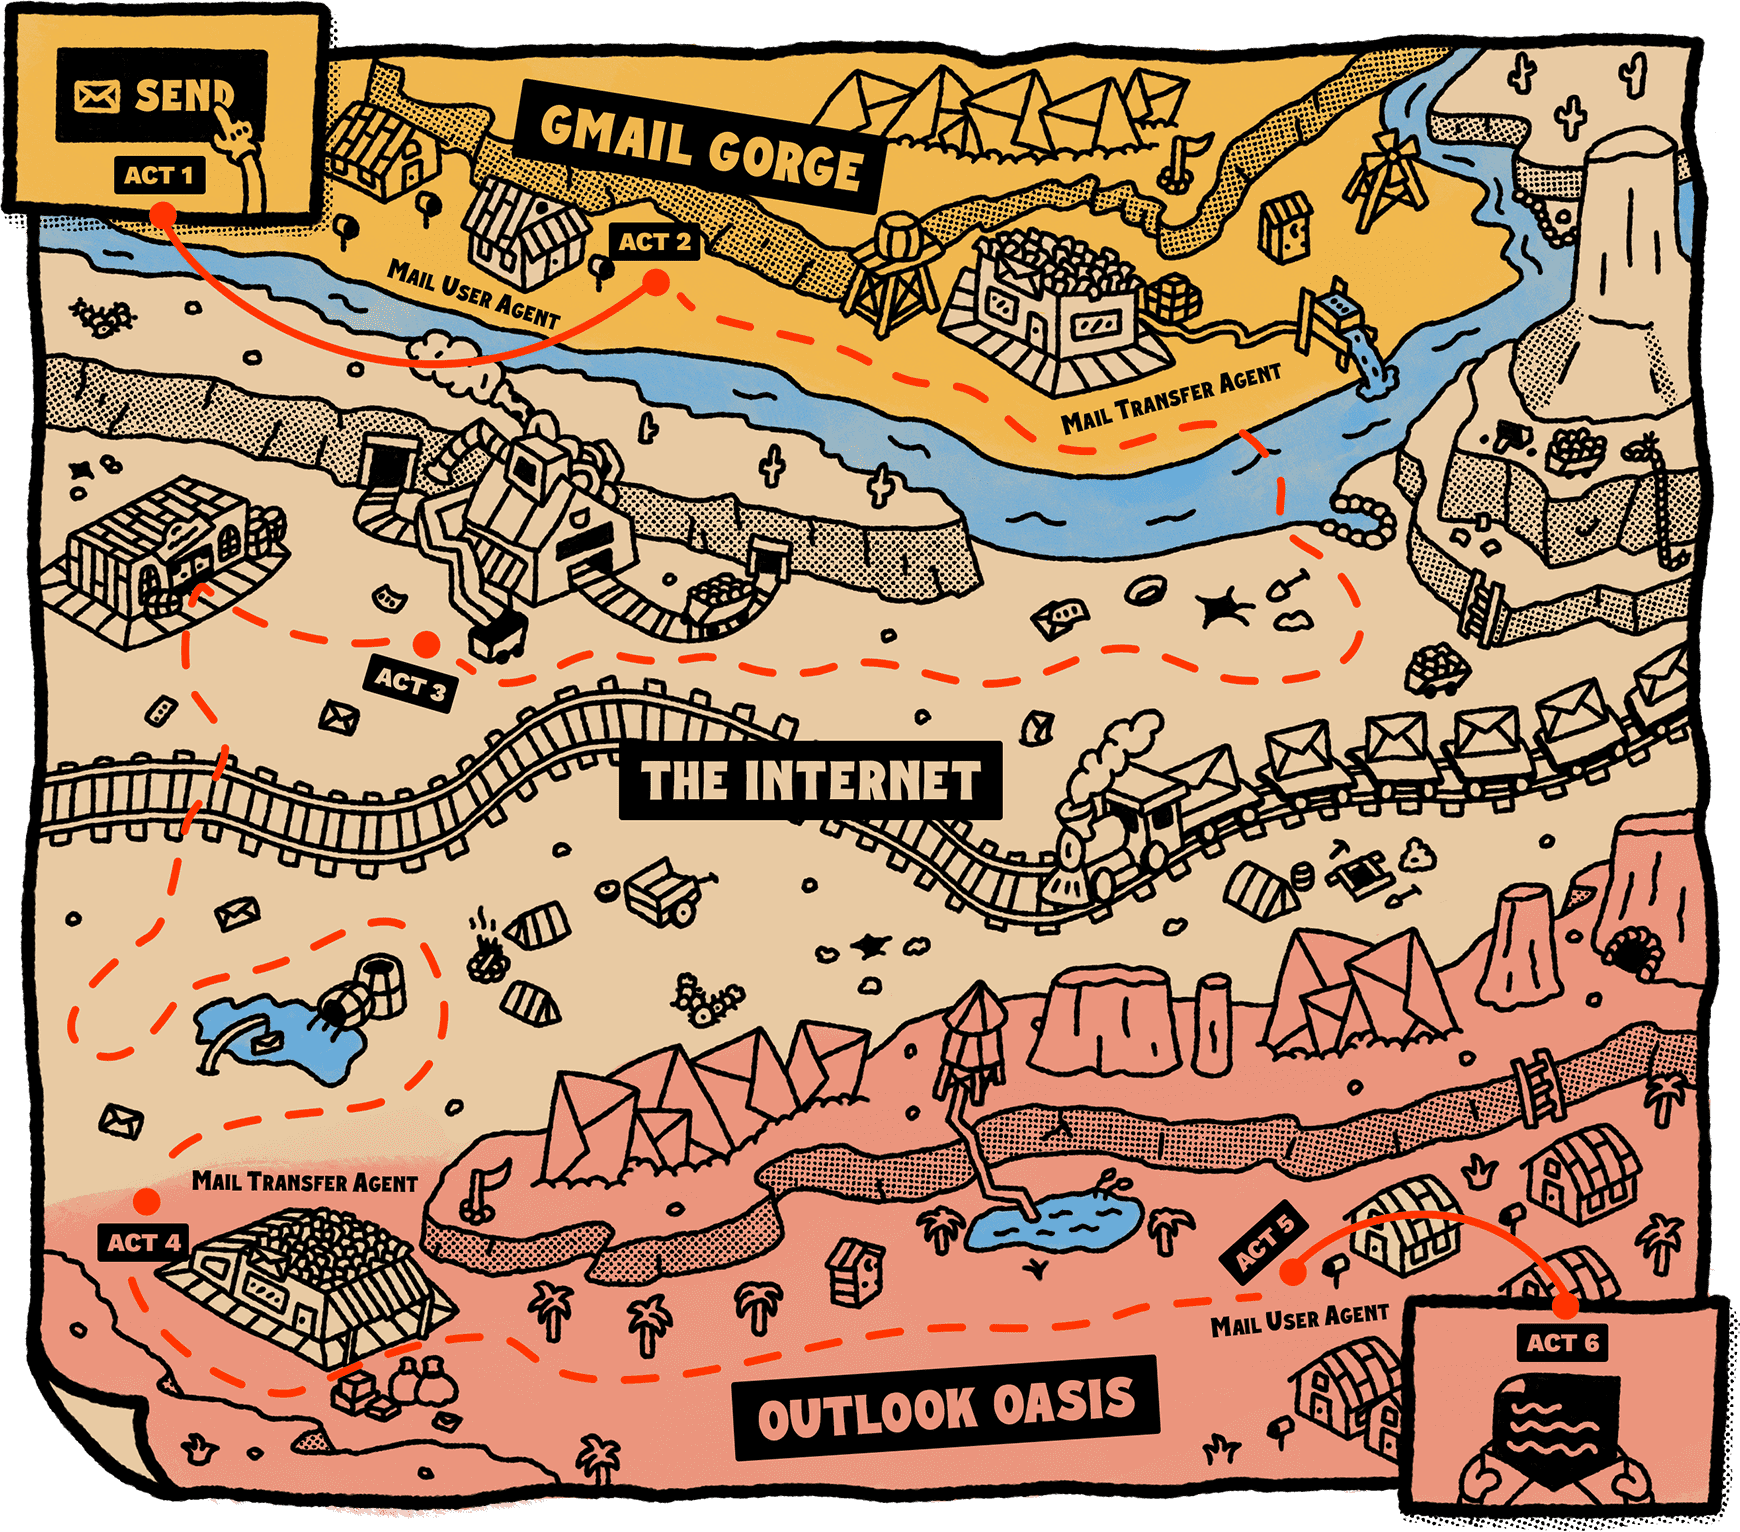 SEND
ACT 1
GMAIL GORGE
ACT 2
MAIL USER AGENT
MAIL TRANSFER AGENT
ACT 3
THE INTERNET
MAIL TRANSFER AGENT
ACT 4
ACT 5
MAIL USER AGENT
ACT 6
OUTLOOK OASIS